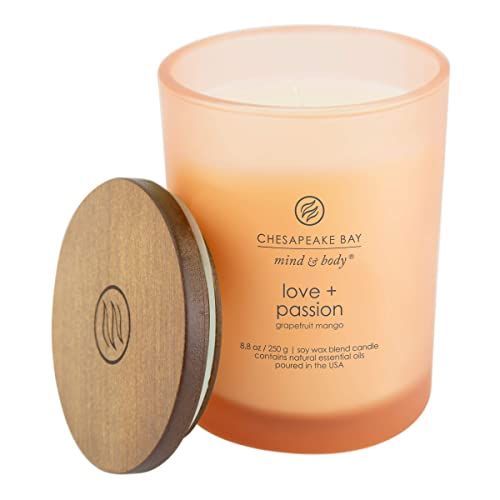 CHESAPEAKE BAY
mind & body®
love +
passion
grapefruit mango
8.8 oz / 250 g | soy wax blend candle
contains natural essential oils
poured in the USA